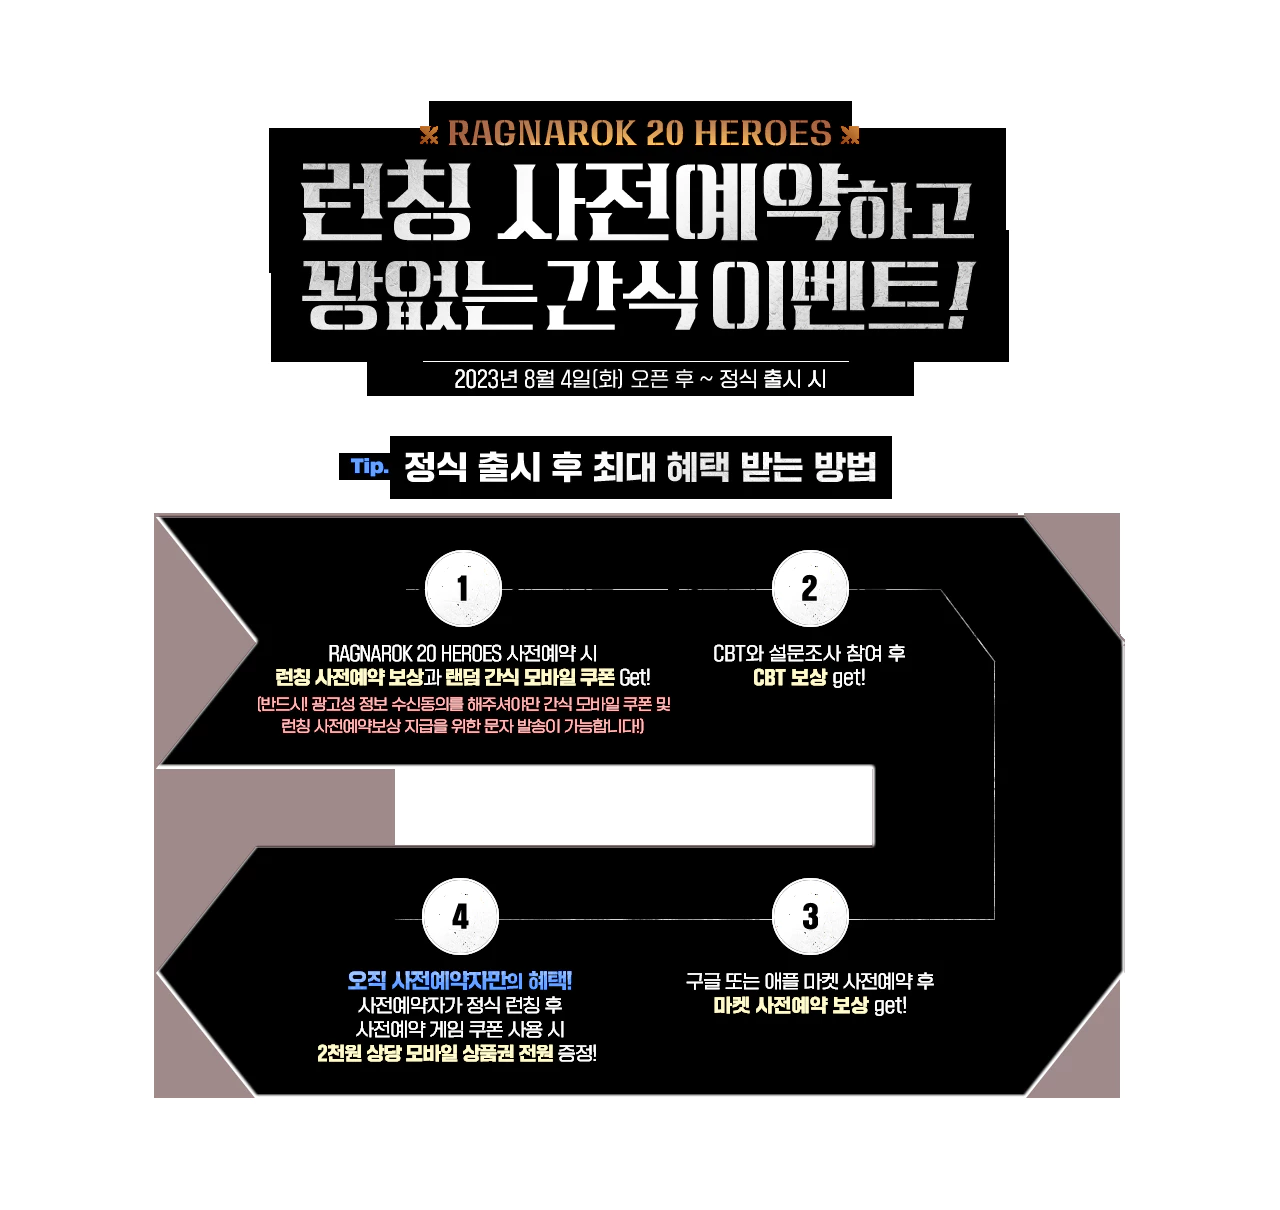 RAGNAROK 20 HEROES
런칭 사전예약하고
꽝없는 간식 이벤트!
2023년 8월 4일(화) 오픈 후 ~ 정식 출시 시
Tip. 정식 출시 후 최대 혜택 받는 방법
1
RAGNAROK 20 HEROES 사전예약 시
런칭 사전예약 보상과 랜덤 간식 모바일 쿠폰 Get!
(반드시! 광고성 정보 수신동의를 해주셔야만 간식 모바일 쿠폰 및
런칭 사전예약보상 지급을 위한 문자 발송이 가능합니다!)
2
CBT와 설문조사 참여 후
CBT 보상 get!
3
구글 또는 애플 마켓 사전예약 후
마켓 사전예약 보상 get!
4
오직 사전예약자만의 혜택!
사전예약자가 정식 런칭 후
사전예약 게임 쿠폰 사용 시
2천원 상당 모바일 상품권 전원 증정!